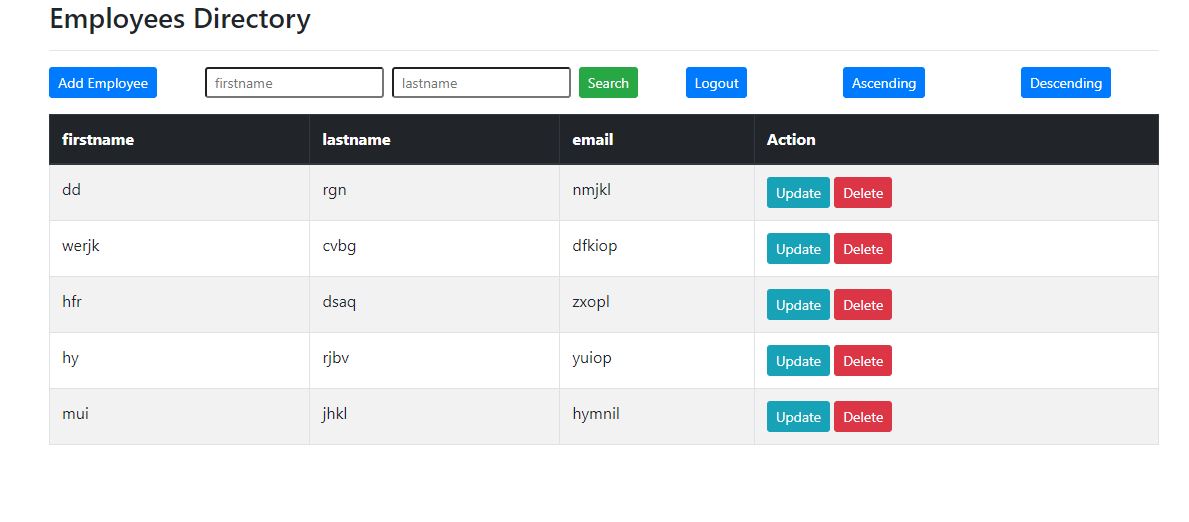 Employees Directory
Add Employee firstname lastname Search Logout Ascending Descending
firstname lastname email Action
dd rgn nmjkl Update Delete
werjk cvbg dfkiop Update Delete
hfr dsaq zxopl Update Delete
hy rjbv yuiop Update Delete
mui jhkl hymnil Update Delete